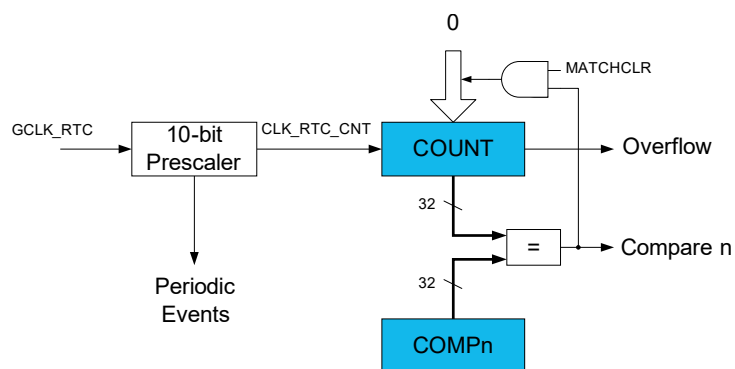 0
MATCHCLR
GCLK_RTC
10-bit
Prescaler
CLK_RTC_CNT
COUNT
Overflow
32
=
Compare n
32
Periodic
Events
COMPn